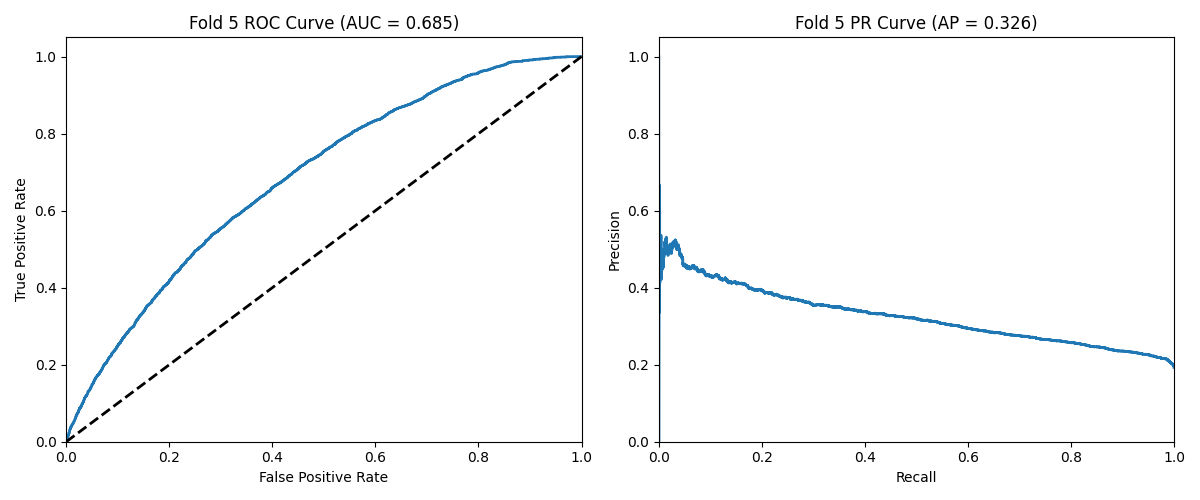 Fold 5 ROC Curve (AUC = 0.685)
1.0
0.8
0.6
0.4
0.2
0.0
True Positive Rate
0.0 0.2 0.4 0.6 0.8 1.0
False Positive Rate
Fold 5 PR Curve (AP = 0.326)
1.0
0.8
0.6
0.4
0.2
0.0
Precision
0.0 0.2 0.4 0.6 0.8 1.0
Recall